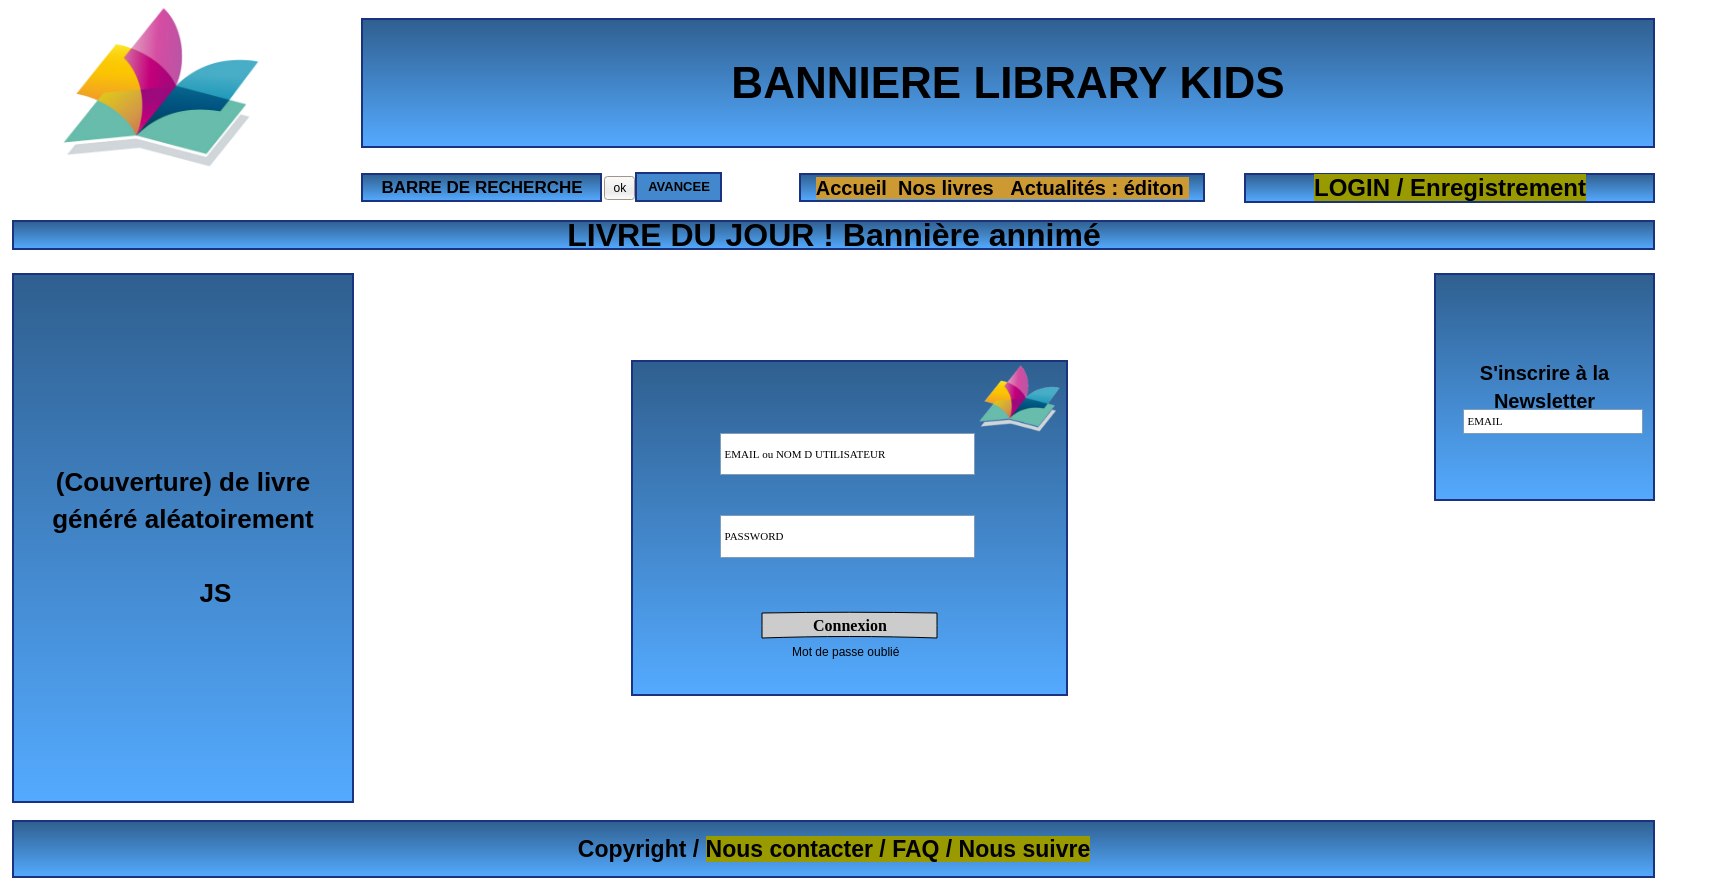 BANNIERE LIBRARY KIDS
BARRE DE RECHERCHE
ok
AVANCEE
Accueil Nos livres Actualités : éditon
LOGIN / Enregistrement
LIVRE DU JOUR ! Bannière annimé
(Couverture) de livre
généré aléatoirement
JS
EMAIL ou NOM D UTILISATEUR
PASSWORD
Connexion
Mot de passe oublié
S'inscrire à la
Newsletter
EMAIL
Copyright / Nous contacter / FAQ / Nous suivre